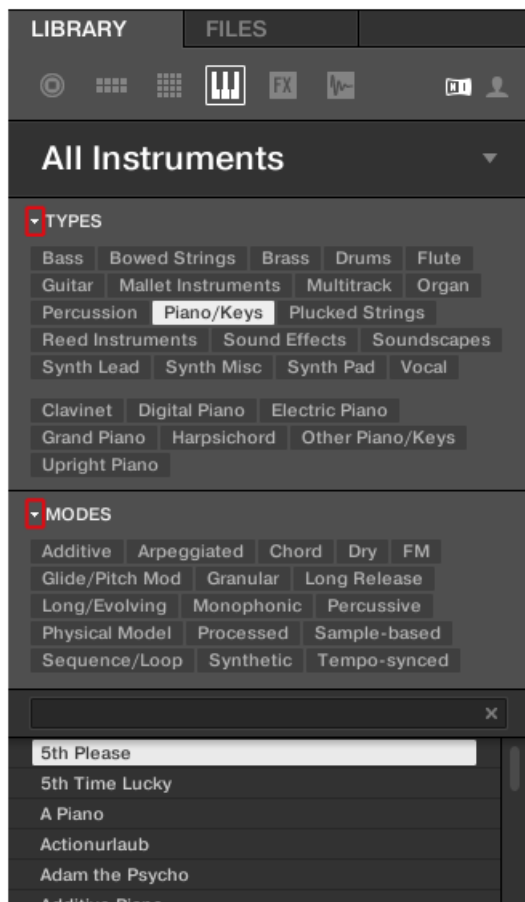 LIBRARY FILES
FX NI
All Instruments
TYPES
Bass Bowed Strings Brass Drums Flute
Guitar Mallet Instruments Multitrack Organ
Percussion Piano/Keys Plucked Strings
Reed Instruments Sound Effects Soundscapes
Synth Lead Synth Misc Synth Pad Vocal
Clavinet Digital Piano Electric Piano
Grand Piano Harpsichord Other Piano/Keys
Upright Piano
MODES
Additive Arpeggiated Chord Dry FM
Glide/Pitch Mod Granular Long Release
Long/Evolving Monophonic Percussive
Physical Model Processed Sample-based
Sequence/Loop Synthetic Tempo-synced
5th Please
5th Time Lucky
A Piano
Actionurlaub
Adam the Psycho
Additive Piano